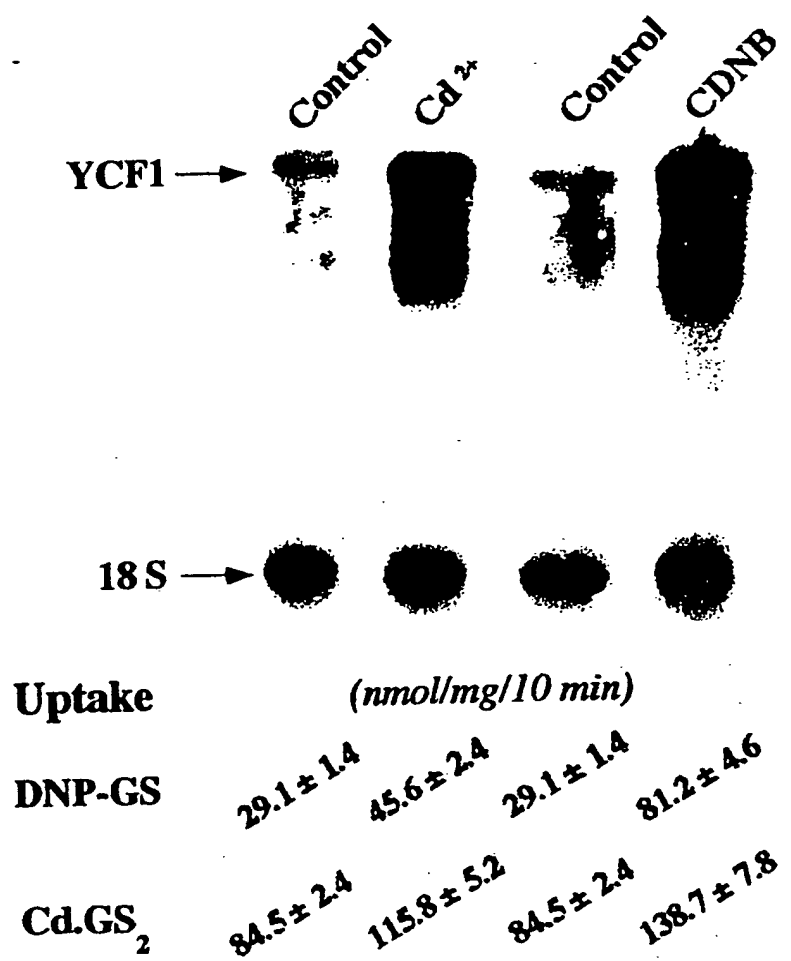 Control Cd 2+ Control CDNB
YCF1
18 S
Uptake (nmol/mg/10 min)
DNP-GS 29.1 ± 1.4 45.6 ± 2.4 29.1 ± 1.4 81.2 ± 4.6
Cd.GS2 84.5 ± 2.4 115.8 ± 5.2 84.5 ± 2.4 138.7 ± 7.8